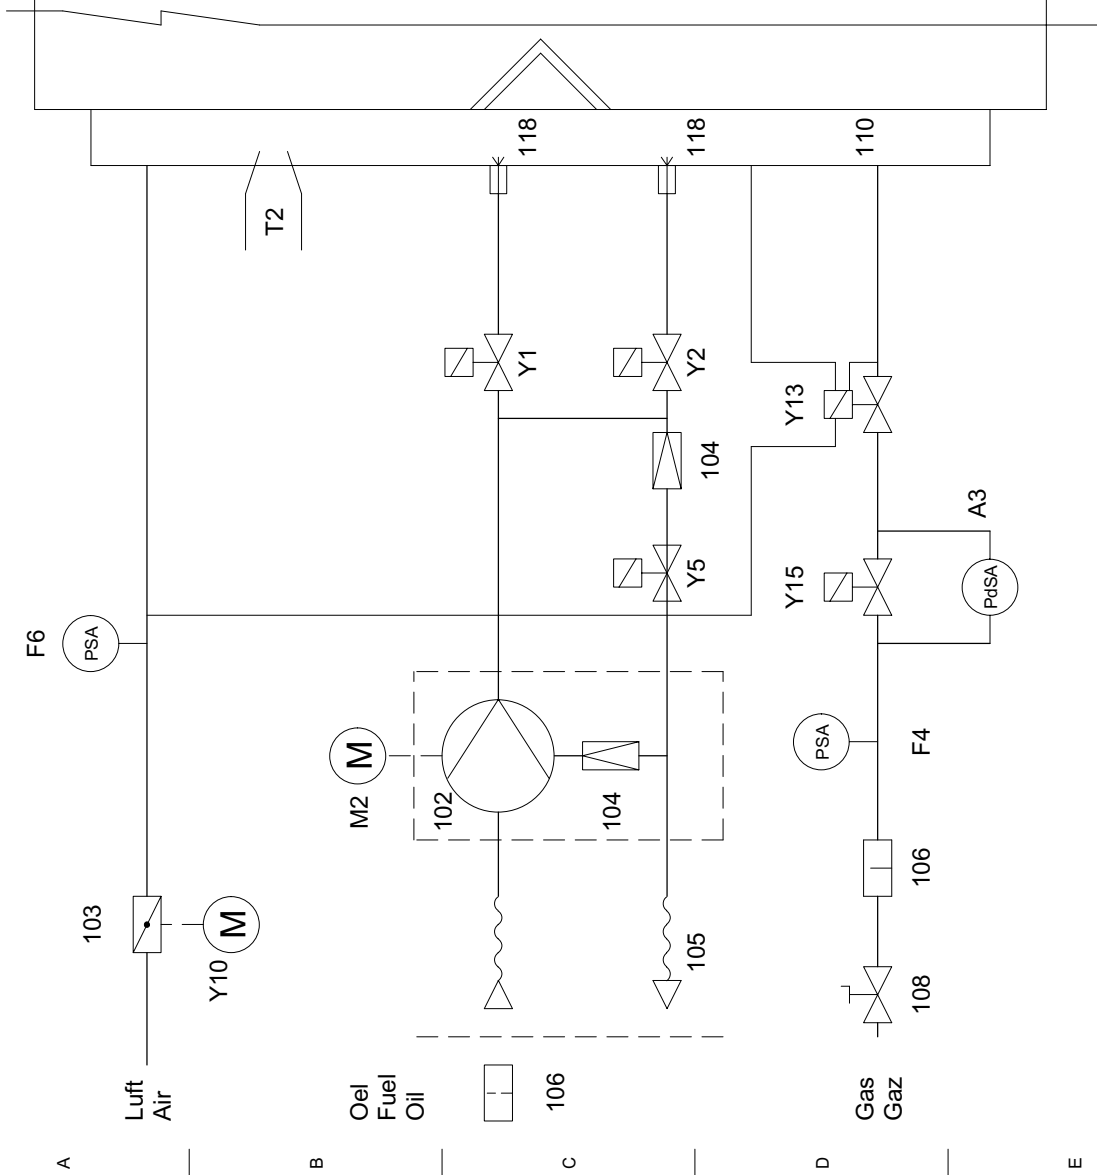 A
B
C
D
E
Luft
Air
Oel
Fuel
Oil
Gas
Gaz
103
M
Y10
F6
PSA
T2
M
M2
102
104
105
106
118
118
110
Y1
Y2
104
Y5
Y13
Y15
A3
PdSA
PSA
F4
106
108